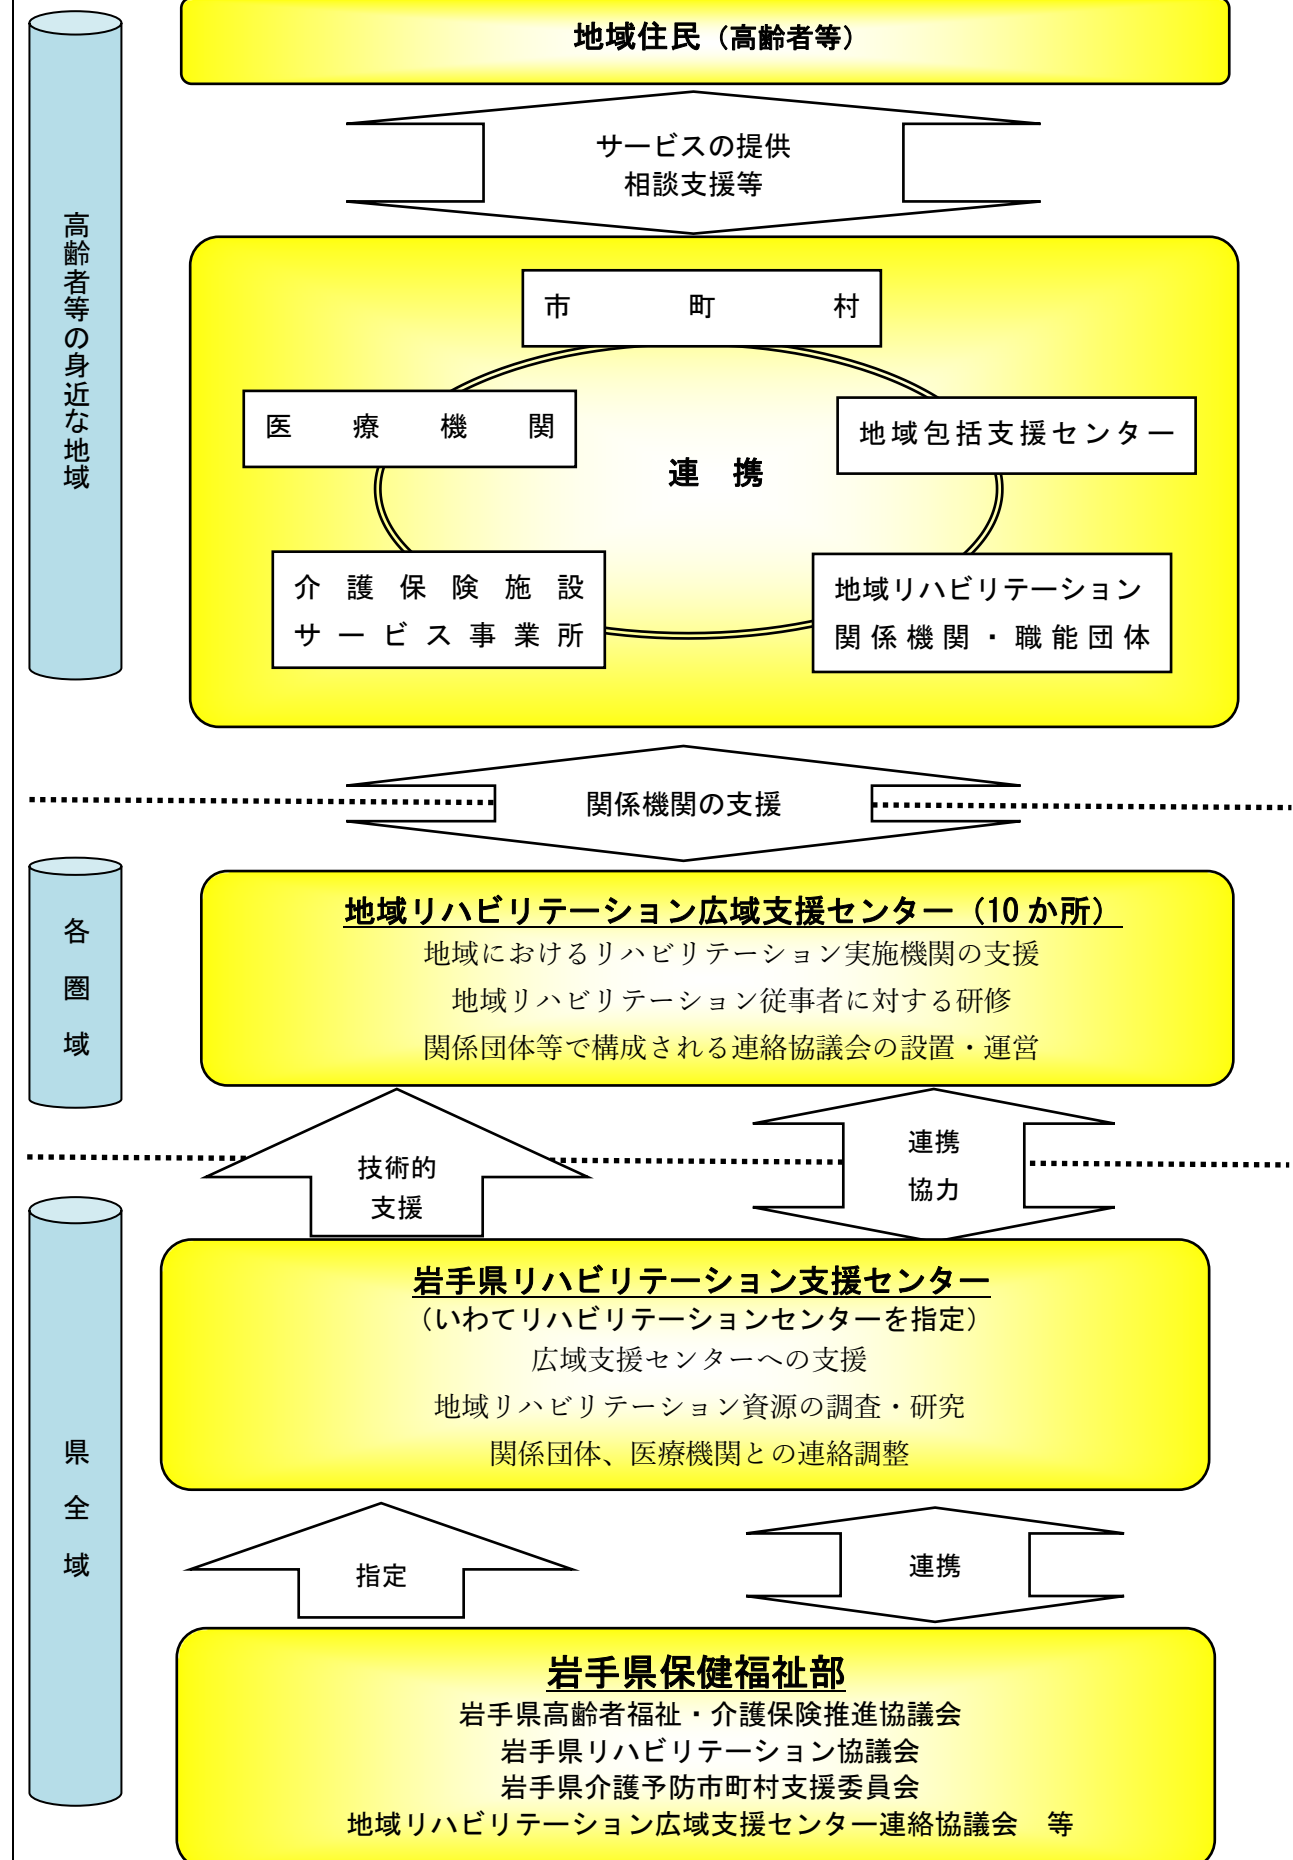 地域住民（高齢者等）
サービスの提供
相談支援等
高齢者等の身近な地域
市町村
医療機関
地域包括支援センター
連携
介護保険施設
サービス事業所
地域リハビリテーション
関係機関・職能団体
関係機関の支援
各圏域
地域リハビリテーション広域支援センター（10か所）
地域におけるリハビリテーション実施機関の支援
地域リハビリテーション従事者に対する研修
関係団体等で構成される連絡協議会の設置・運営
技術的
支援
連携
協力
県全域
岩手県リハビリテーション支援センター
（いわてリハビリテーションセンターを指定）
広域支援センターへの支援
地域リハビリテーション資源の調査・研究
関係団体、医療機関との連絡調整
指定
連携
岩手県保健福祉部
岩手県高齢者福祉・介護保険推進協議会
岩手県リハビリテーション協議会
岩手県介護予防市町村支援委員会
地域リハビリテーション広域支援センター連絡協議会　等